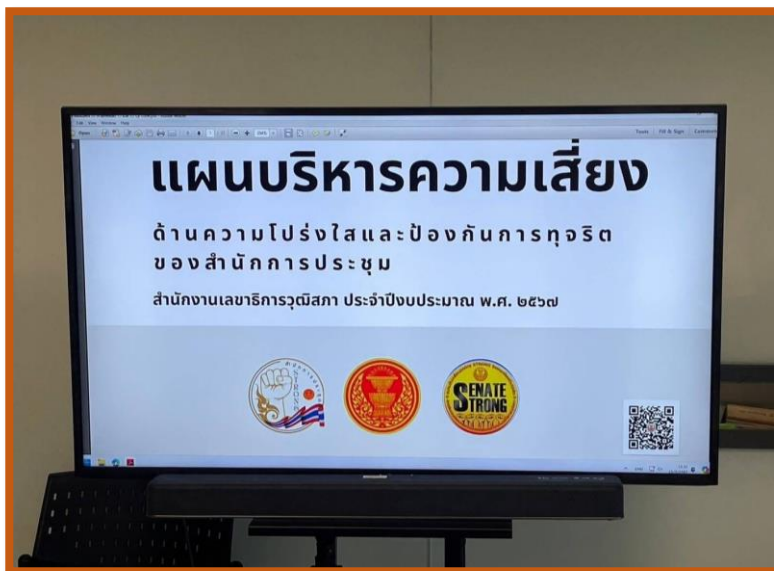 Tools Fill & Sign Comment
แผนบริหารความเสี่ยง
ด้านความโปร่งใสและป้องกันการทุจริต
ของสำนักการประชุม
สำนักงานเลขาธิการวุฒิสภา ประจำปีงบประมาณ พ.ศ. ๒๕๖๗
STRONG
SENATE
STRONG